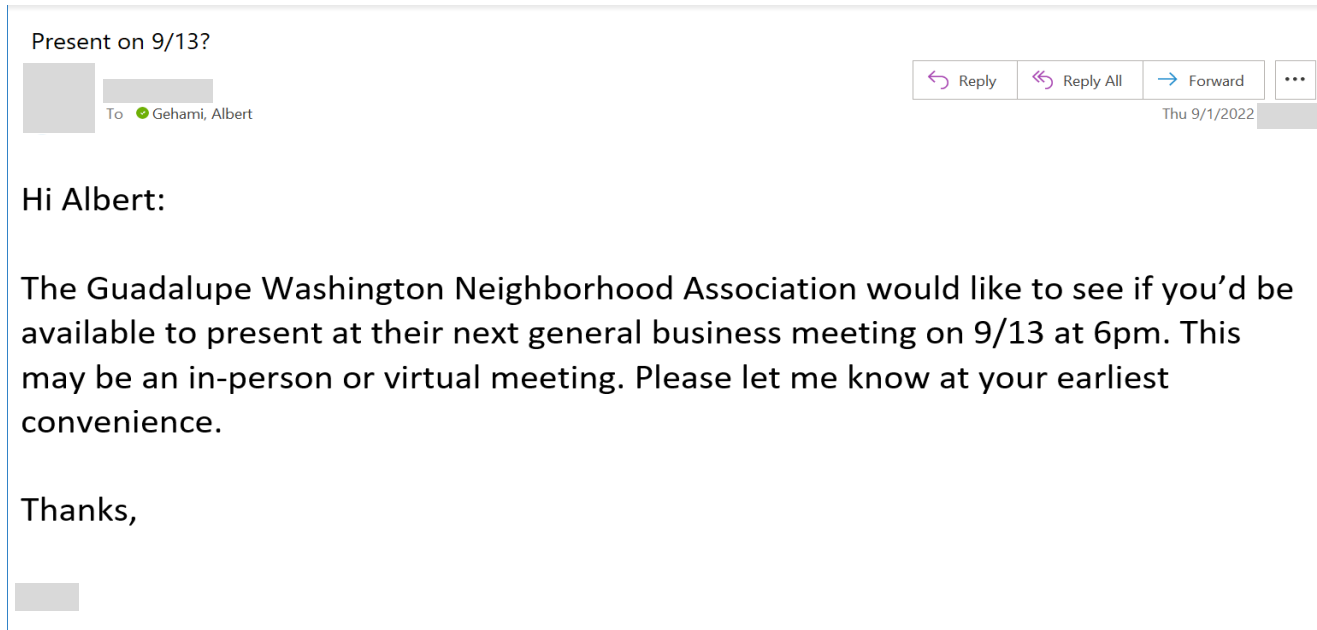 Present on 9/13?
Reply
Reply All
Forward
...
To Gehami, Albert
Thu 9/1/2022
Hi Albert:
The Guadalupe Washington Neighborhood Association would like to see if you’d be
available to present at their next general business meeting on 9/13 at 6pm. This
may be an in-person or virtual meeting. Please let me know at your earliest
convenience.
Thanks,